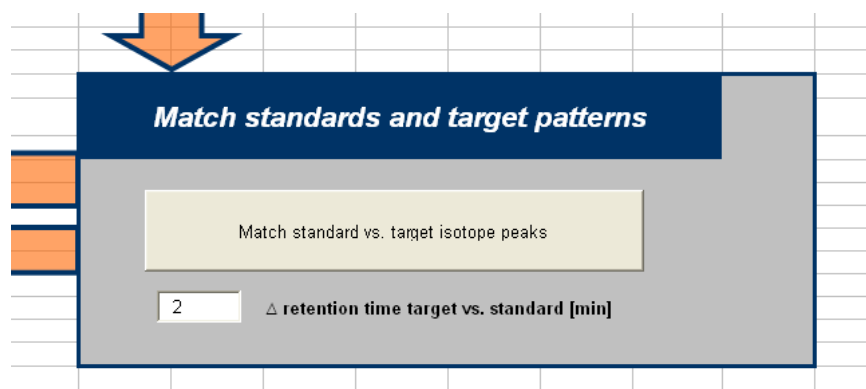 Match standards and target patterns
Match standard vs. target isotope peaks
2 △ retention time target vs. standard [min]